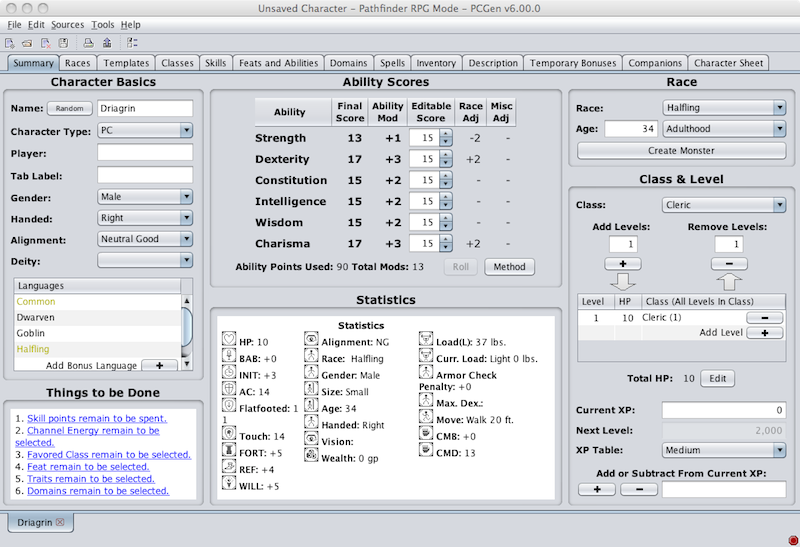 Unsaved Character – Pathfinder RPG Mode – PCGen v6.00.0
File Edit Sources Tools Help
Summary Races Templates Classes Skills Feats and Abilities Domains Spells Inventory Description Temporary Bonuses Companions Character Sheet
Character Basics
Name: Random Diagrin
Character Type: PC
Player:
Tab Label:
Gender: Male
Handed: Right
Alignment: Neutral Good
Deity:
Languages
Common
Dwarven
Goblin
Halfling
Add Bonus Language +
Things to be Done
1. Skill points remain to be spent.
2. Channel Energy remain to be
selected.
3. Favored Class remain to be selected.
4. Feat remain to be selected.
5. Traits remain to be selected.
6. Domains remain to be selected.
Ability Scores
Ability Final Score Ability Mod Editable Score Race Adj Misc Adj
Strength 13 +1 15 -2 -
Dexterity 17 +3 15 +2 -
Constitution 15 +2 15 - -
Intelligence 15 +2 15 - -
Wisdom 15 +2 15 - -
Charisma 17 +3 15 +2 -
Ability Points Used: 90 Total Mods: 13 Roll Method
Statistics
Statistics
HP: 10
BAB: +0
INIT: +3
AC: 14
Flatfooted: 1
1
Touch: 14
FORT: +5
REF: +4
WILL: +5
Alignment: NG
Race: Halfling
Gender: Male
Size: Small
Age: 34
Handed: Right
Vision:
Wealth: 0 gp
Load(L): 37 lbs.
Curr. Load: Light 0 lbs.
Armor Check
Penalty: +0
Max. Dex.:
Move: Walk 20 ft.
CMB: +0
CMD: 13
Race
Race: Halfling
Age: 34 Adulthood
Create Monster
Class & Level
Class: Cleric
Add Levels: Remove Levels:
1 1
+ −
Level HP Class (All Levels In Class)
1 10 Cleric (1) −
Add Level +
Total HP: 10 Edit
Current XP: 0
Next Level: 2,000
XP Table: Medium
Add or Subtract From Current XP:
+ −
Diagrin